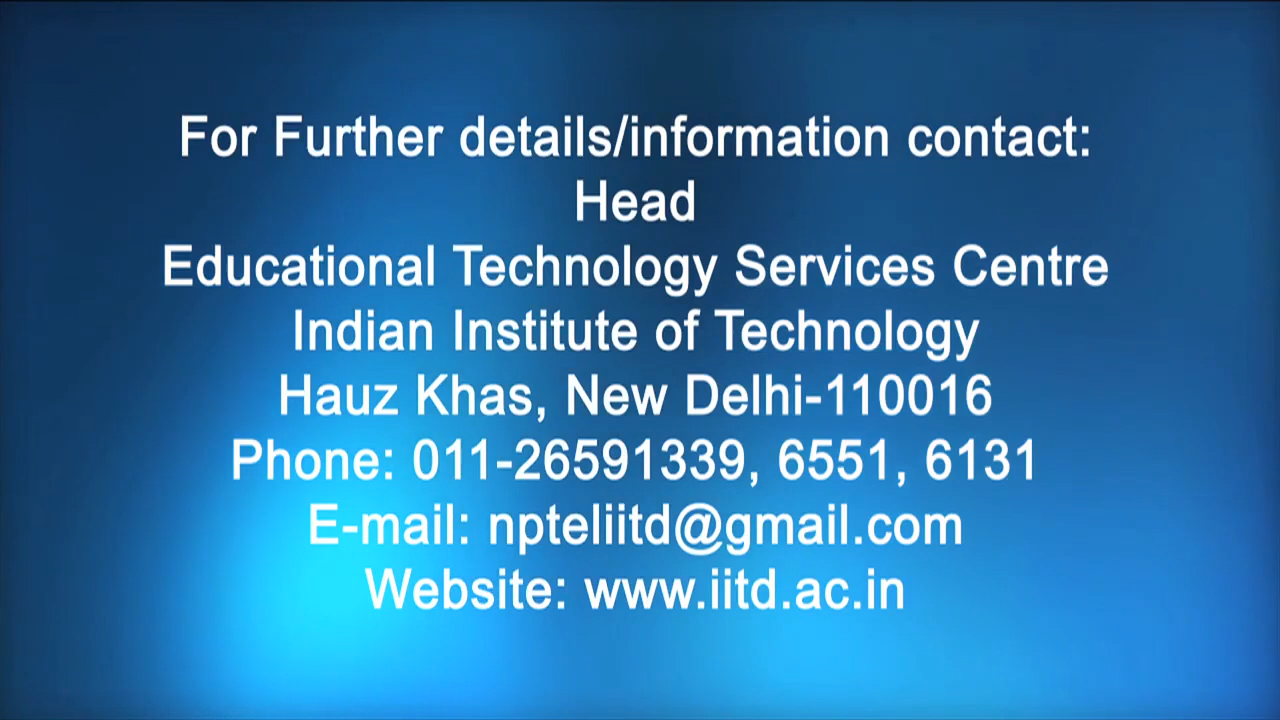 For Further details/information contact:
Head
Educational Technology Services Centre
Indian Institute of Technology
Hauz Khas, New Delhi-110016
Phone: 011-26591339, 6551, 6131
E-mail: npteliitd@gmail.com
Website: www.iitd.ac.in